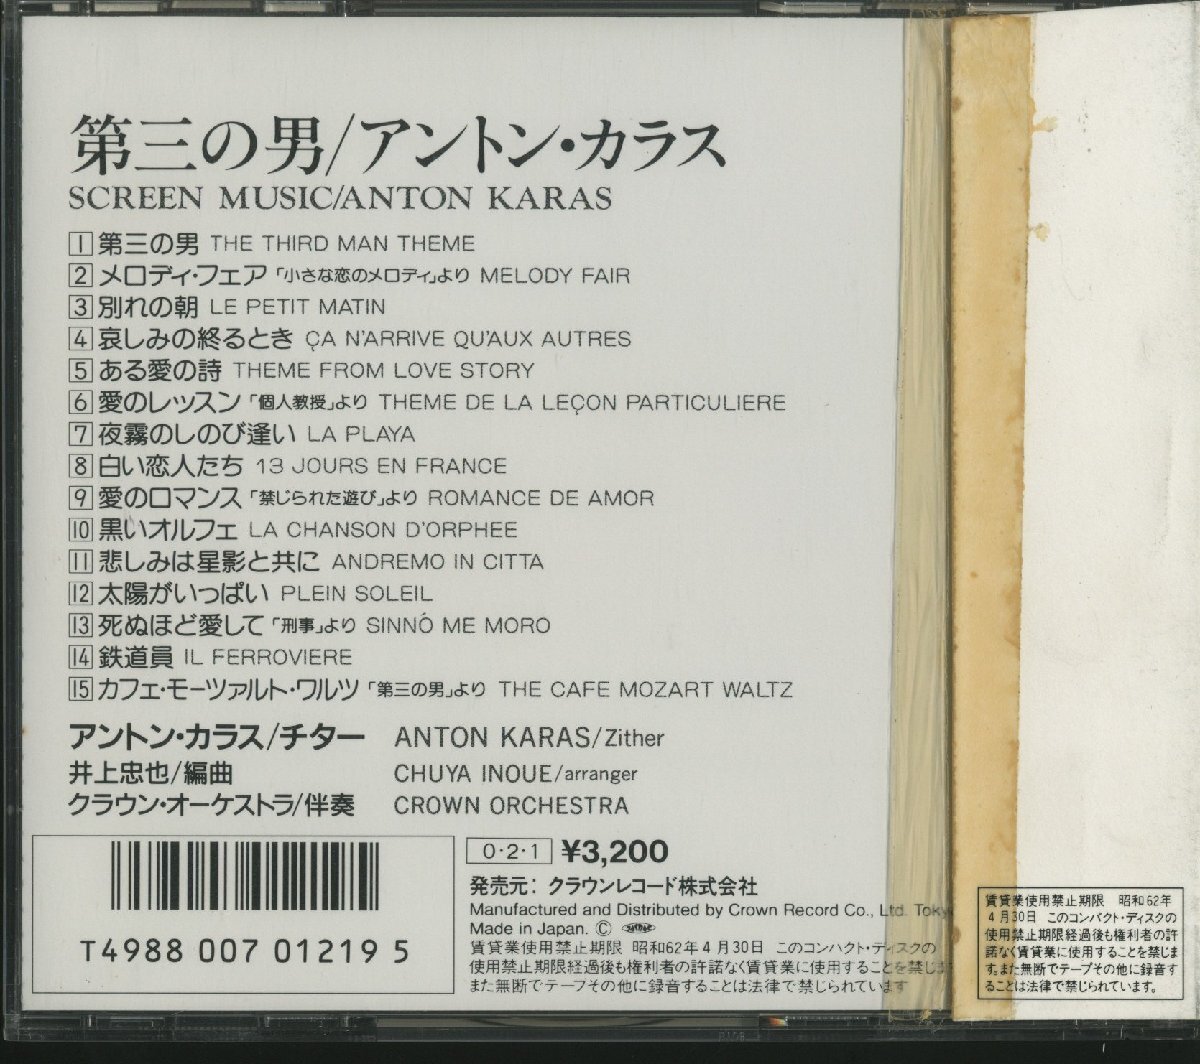 第三の男/アントン・カラス
SCREEN MUSIC/ANTON KARAS
1 第三の男 THE THIRD MAN THEME
2 メロディ・フェア「小さな恋のメロディ」より MELODY FAIR
3 別れの朝 LE PETIT MATIN
4 哀しみの終るとき ÇA N'ARRIVE QU'AUX AUTRES
5 ある愛の詩 THEME FROM LOVE STORY
6 愛のレッスン「個人教授」より THEME DE LA LEÇON PARTICULIERE
7 夜霧のしのび逢い LA PLAYA
8 白い恋人たち 13 JOURS EN FRANCE
9 愛のロマンス「禁じられた遊び」より ROMANCE DE AMOR
10 黒いオルフェ LA CHANSON D'ORPHEE
11 悲しみは星影と共に ANDREMO IN CITTA
12 太陽がいっぱい PLEIN SOLEIL
13 死ぬほど愛して「刑事」より SINNÓ ME MORO
14 鉄道員 IL FERROVIERE
15 カフェ・モーツァルト・ワルツ「第三の男」より THE CAFE MOZART WALTZ
アントン・カラス/チター ANTON KARAS/Zither
井上忠也/編曲 CHUYA INOUE/arranger
クラウン・オーケストラ/伴奏 CROWN ORCHESTRA
T4988 007 01219 5
0・2・1 ¥3,200
発売元: クラウンレコード株式会社
Manufactured and Distributed by Crown Record Co., Ltd. Toky
Made in Japan. Ⓒ
賃貸業使用禁止期限 昭和62年4月30日 このコンパクト・ディスクの
使用禁止期限経過後も権利者の許諾なく賃貸業に使用することを禁じま
また無断でテープその他に録音することは法律で禁じられています
賃貸業使用禁止期限 昭和62年
4月30日 このコンパクト・ディスクの
使用禁止期限経過後も権利者の許
諾なく賃貸業に使用することを禁じま
す。また無断でテープその他に録音す
ることは法律で禁じられています。